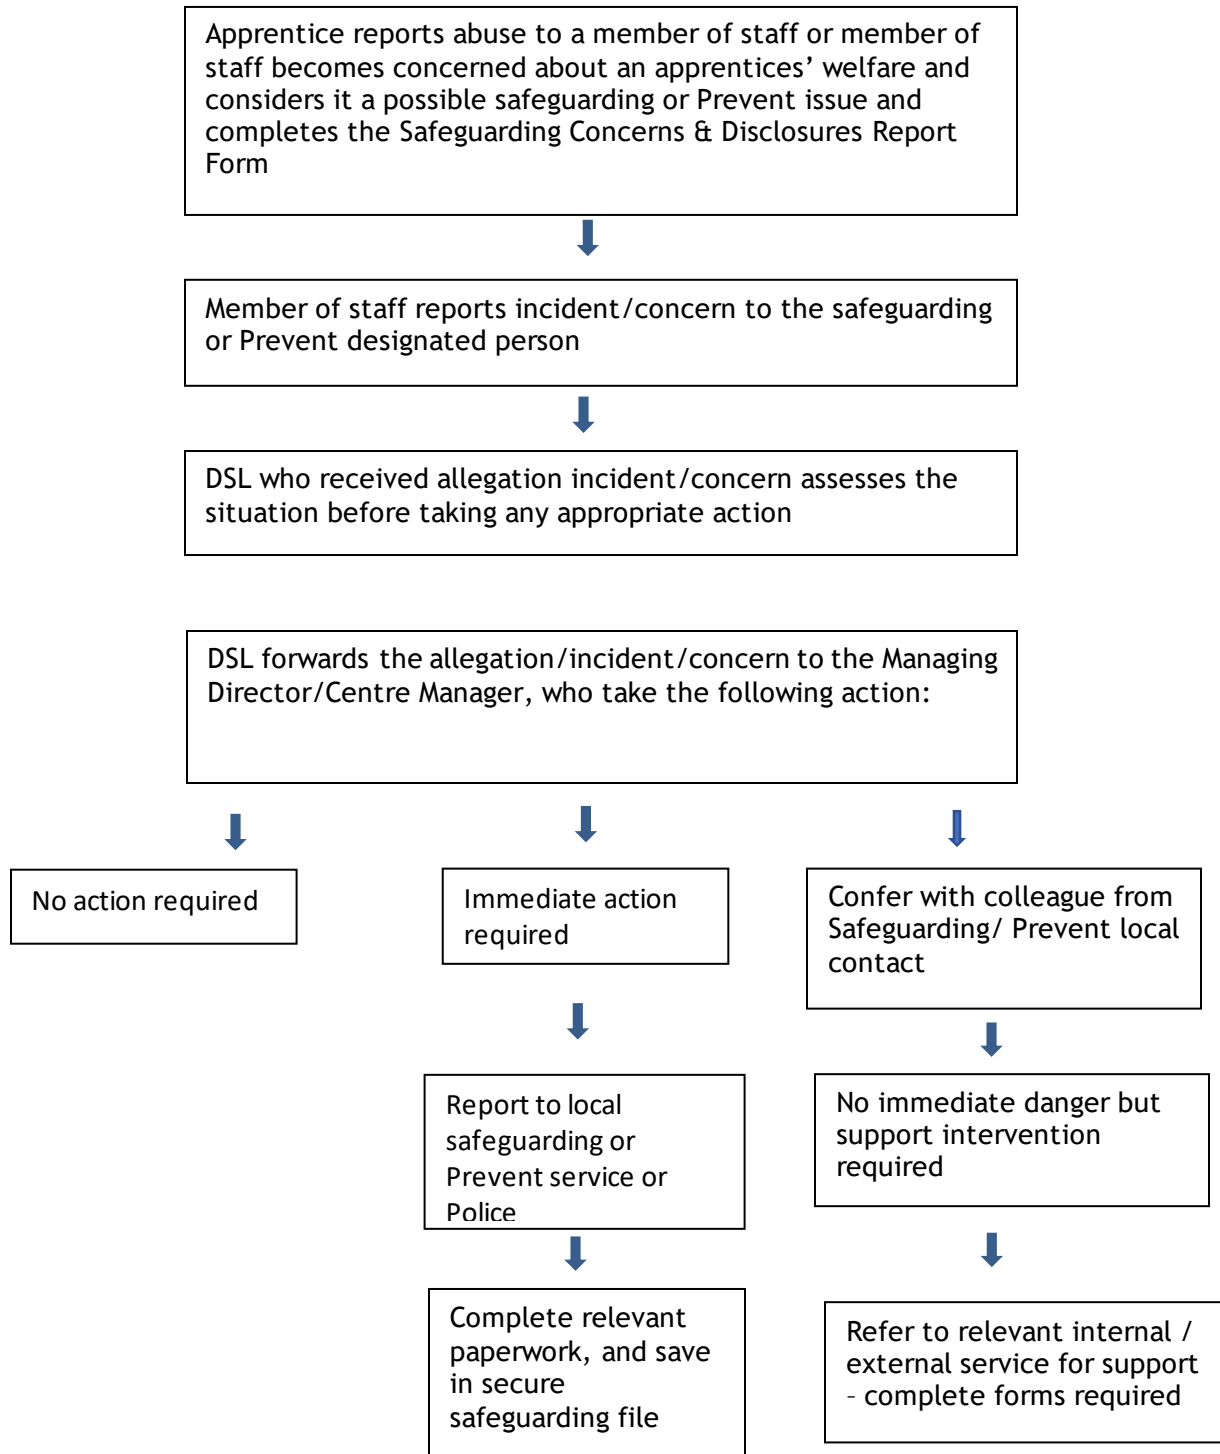 Apprentice reports abuse to a member of staff or member of
staff becomes concerned about an apprentices’ welfare and
considers it a possible safeguarding or Prevent issue and
completes the Safeguarding Concerns & Disclosures Report
Form
Member of staff reports incident/concern to the safeguarding
or Prevent designated person
DSL who received allegation incident/concern assesses the
situation before taking any appropriate action
DSL forwards the allegation/incident/concern to the Managing
Director/Centre Manager, who take the following action:
No action required
Immediate action
required
Confer with colleague from
Safeguarding/ Prevent local
contact
Report to local
safeguarding or
Prevent service or
Police
No immediate danger but
support intervention
required
Complete relevant
paperwork, and save
in secure
safeguarding file
Refer to relevant internal /
external service for support
– complete forms required